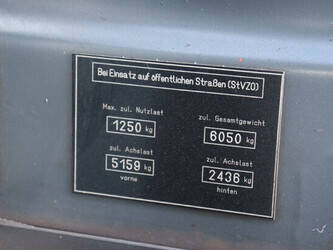 Bei Einsatz auf öffentlichen Straßen (StVZO)
Max. zul. Nutzlast
1250 kg
zul. Gesamtgewicht
6050 kg
zul. Achslast
5159 kg
vorne
zul. Achslast
2436 kg
hinten